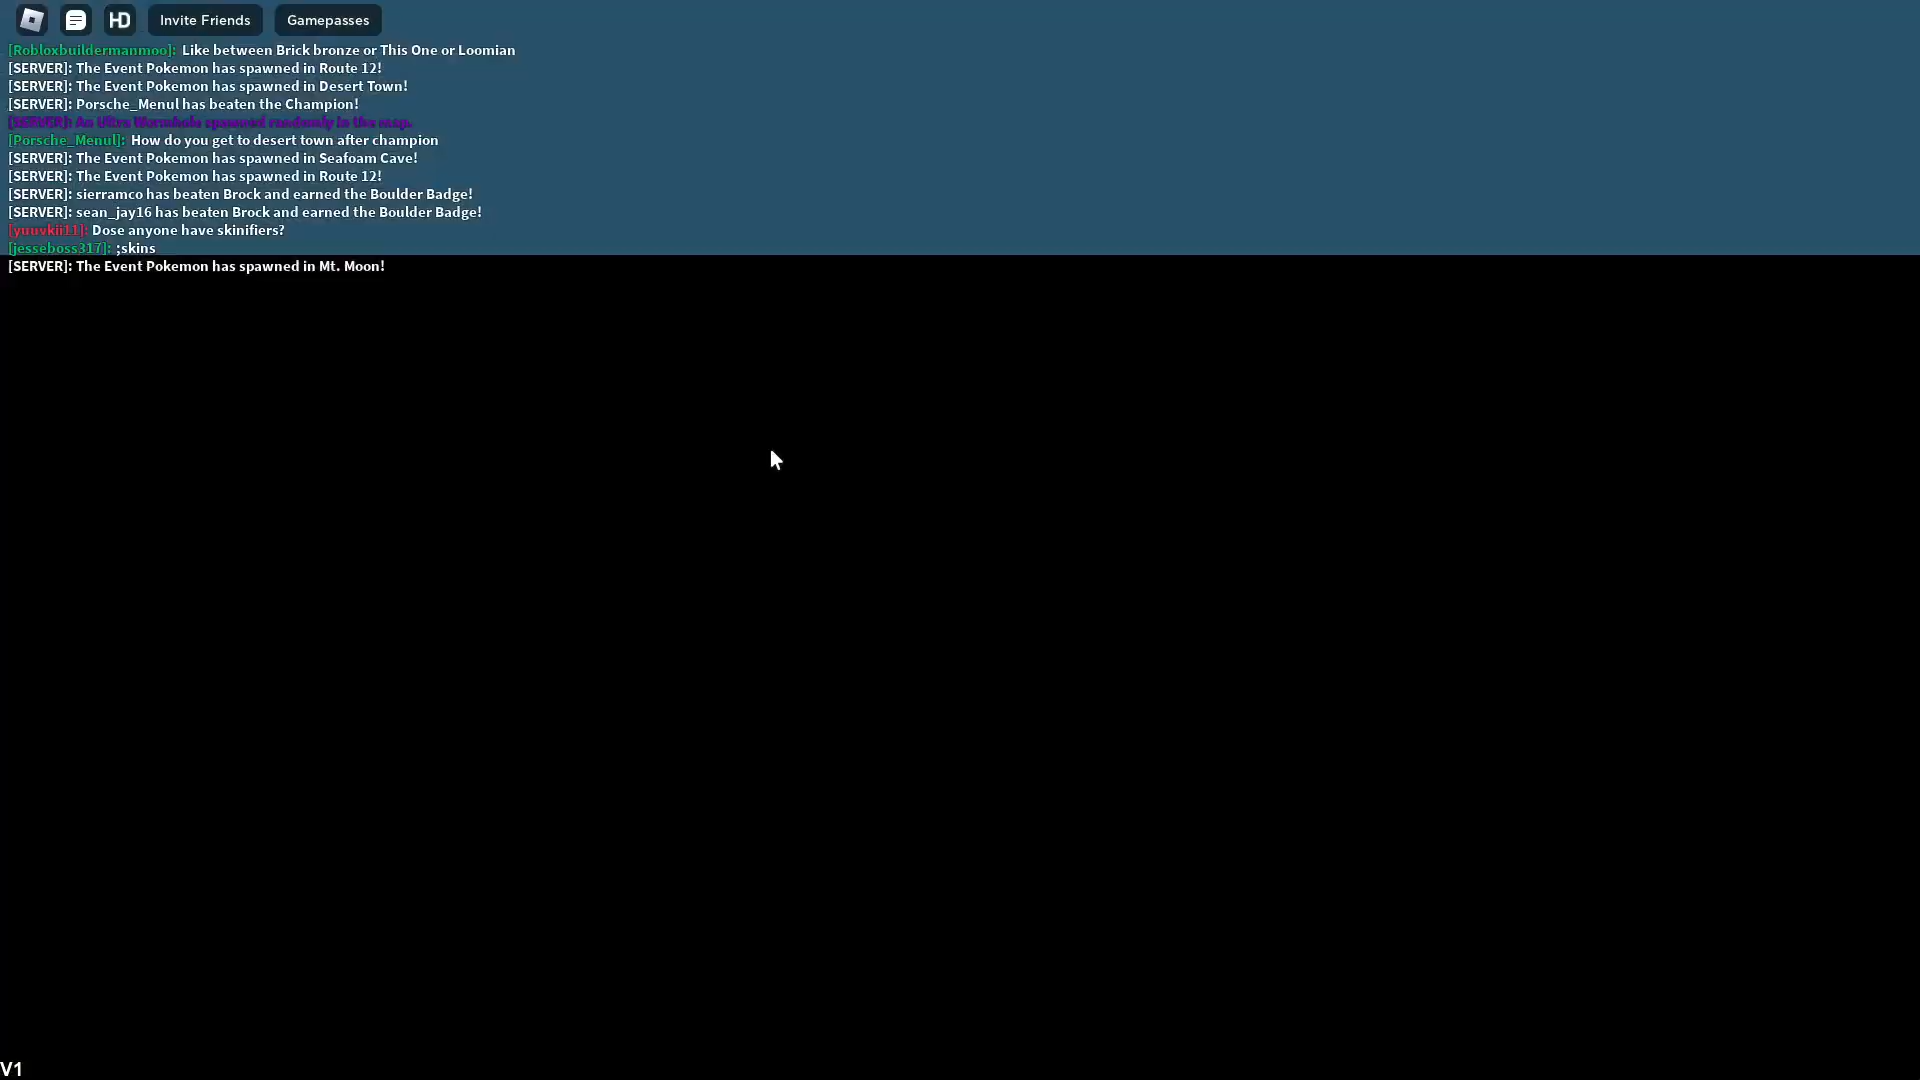 HD Invite Friends Gamepasses
[Robloxbuildermanmoo]: Like between Brick bronze or This One or Loomian
[SERVER]: The Event Pokemon has spawned in Route 12!
[SERVER]: The Event Pokemon has spawned in Desert Town!
[SERVER]: Porsche_Menul has beaten the Champion!
[SERVER]: An Ultra Wormhole spawned randomly in the map.
[Porsche_Menul]: How do you get to desert town after champion
[SERVER]: The Event Pokemon has spawned in Seafoam Cave!
[SERVER]: The Event Pokemon has spawned in Route 12!
[SERVER]: sierramco has beaten Brock and earned the Boulder Badge!
[SERVER]: sean_jay16 has beaten Brock and earned the Boulder Badge!
[yuuvkii11]: Dose anyone have skinifiers?
[jesseboss317]: ;skins
[SERVER]: The Event Pokemon has spawned in Mt. Moon!
V1